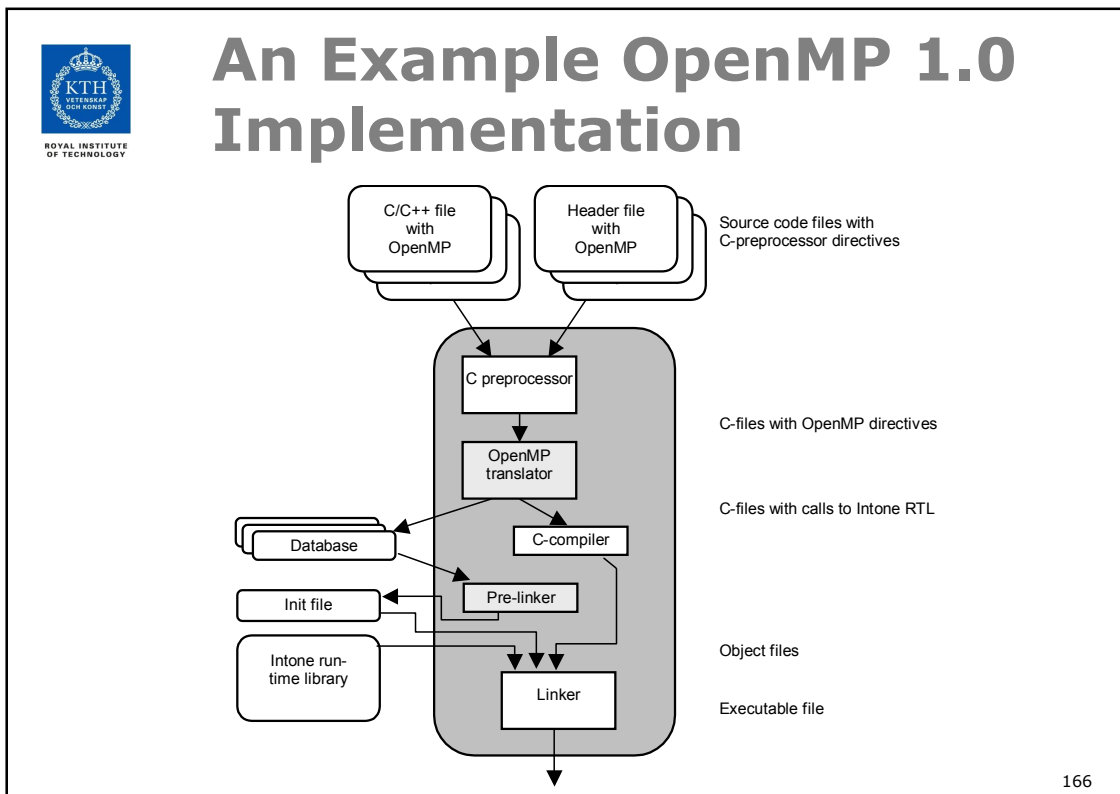 KTH
VETENSKAP
OCH KONST
ROYAL INSTITUTE
OF TECHNOLOGY
An Example OpenMP 1.0
Implementation
C/C++ file
with
OpenMP
Header file
with
OpenMP
Source code files with
C-preprocessor directives
C preprocessor
C-files with OpenMP directives
OpenMP
translator
C-files with calls to Intone RTL
Database
C-compiler
Pre-linker
Init file
Intone run-
time library
Object files
Linker
Executable file
166